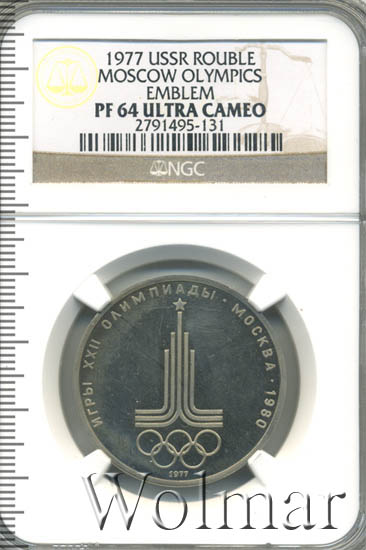 1977 USSR ROUBLE
MOSCOW OLYMPICS
EMBLEM
PF 64 ULTRA CAMEO
2791495-131
NGC
ИГРЫ XXII ОЛИМПИАДЫ · МОСКВА · 1980
1977
Wolmar